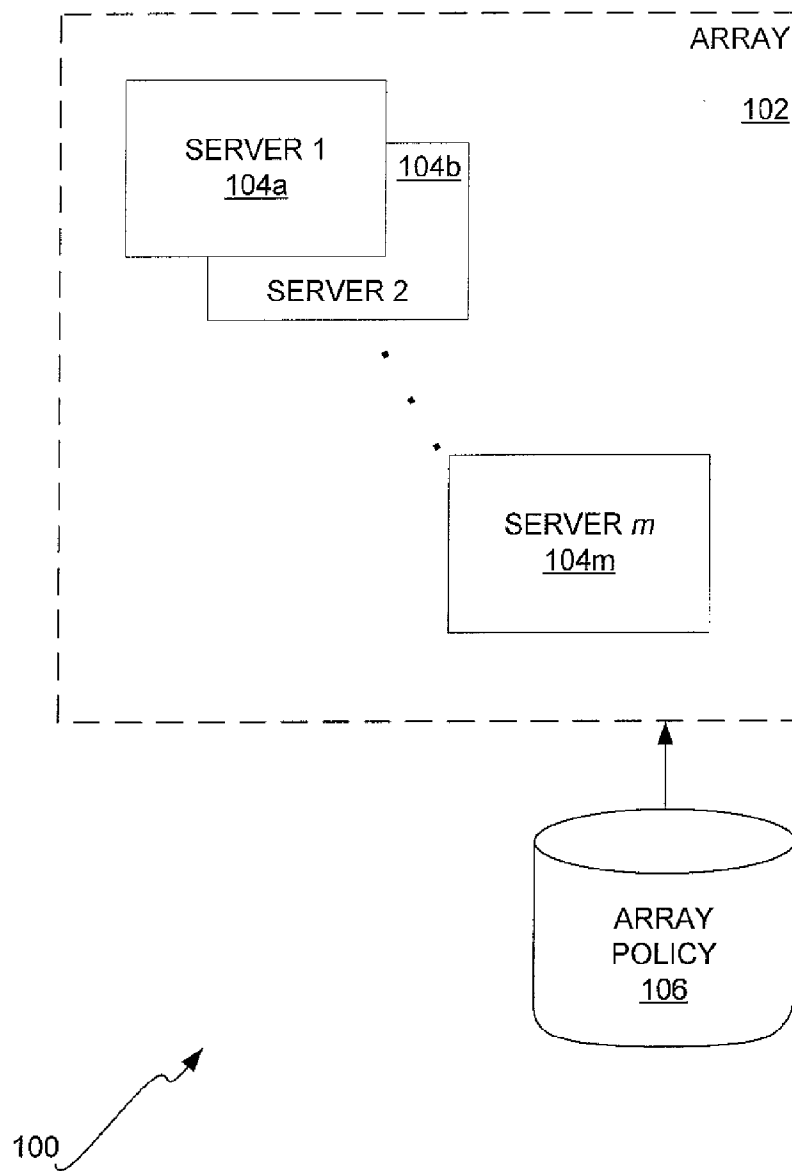 ARRAY
102
SERVER 1
104a
104b
SERVER 2
SERVER m
104m
ARRAY
POLICY
106
100